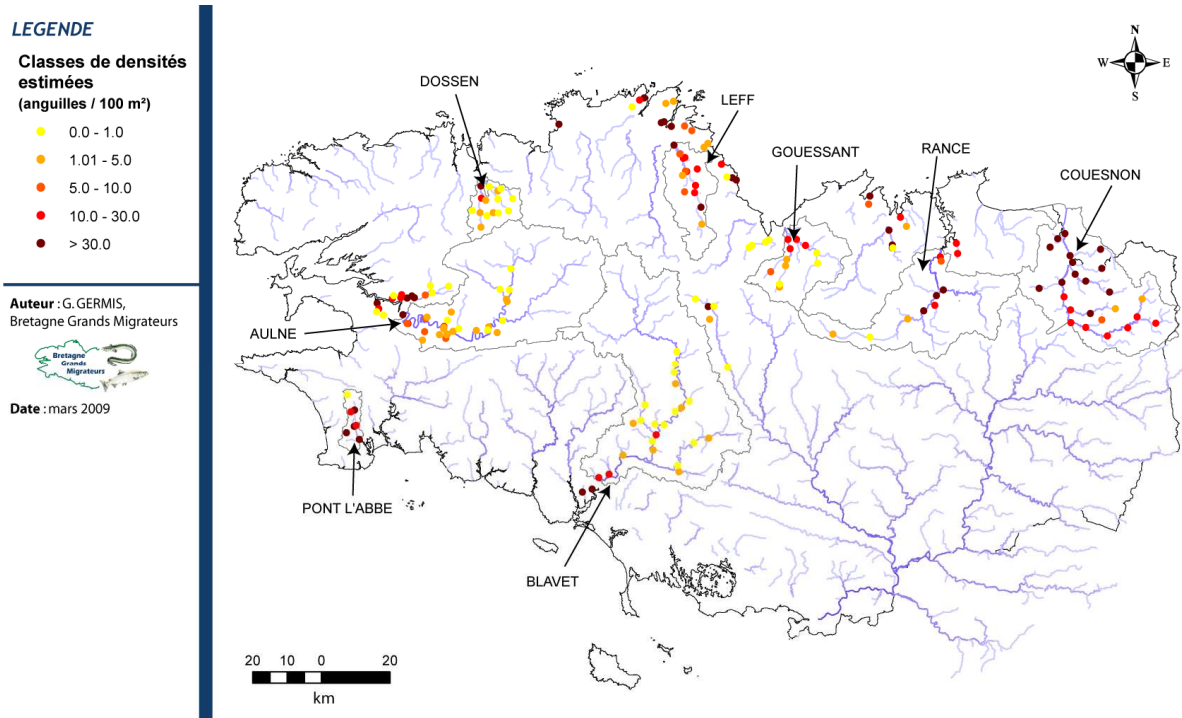 LEGENDE
Classes de densités
estimées
(anguilles / 100 m²)
0.0 - 1.0
1.01 - 5.0
5.0 - 10.0
10.0 - 30.0
> 30.0
Auteur : G. GERMIS,
Bretagne Grands Migrateurs
Bretagne
Grands
Migrateurs
Date : mars 2009
N
W E
S
DOSSEN
LEFF
GOUESSANT
RANCE
COUESNON
AULNE
PONT L'ABBE
BLAVET
20 10 0 20
km